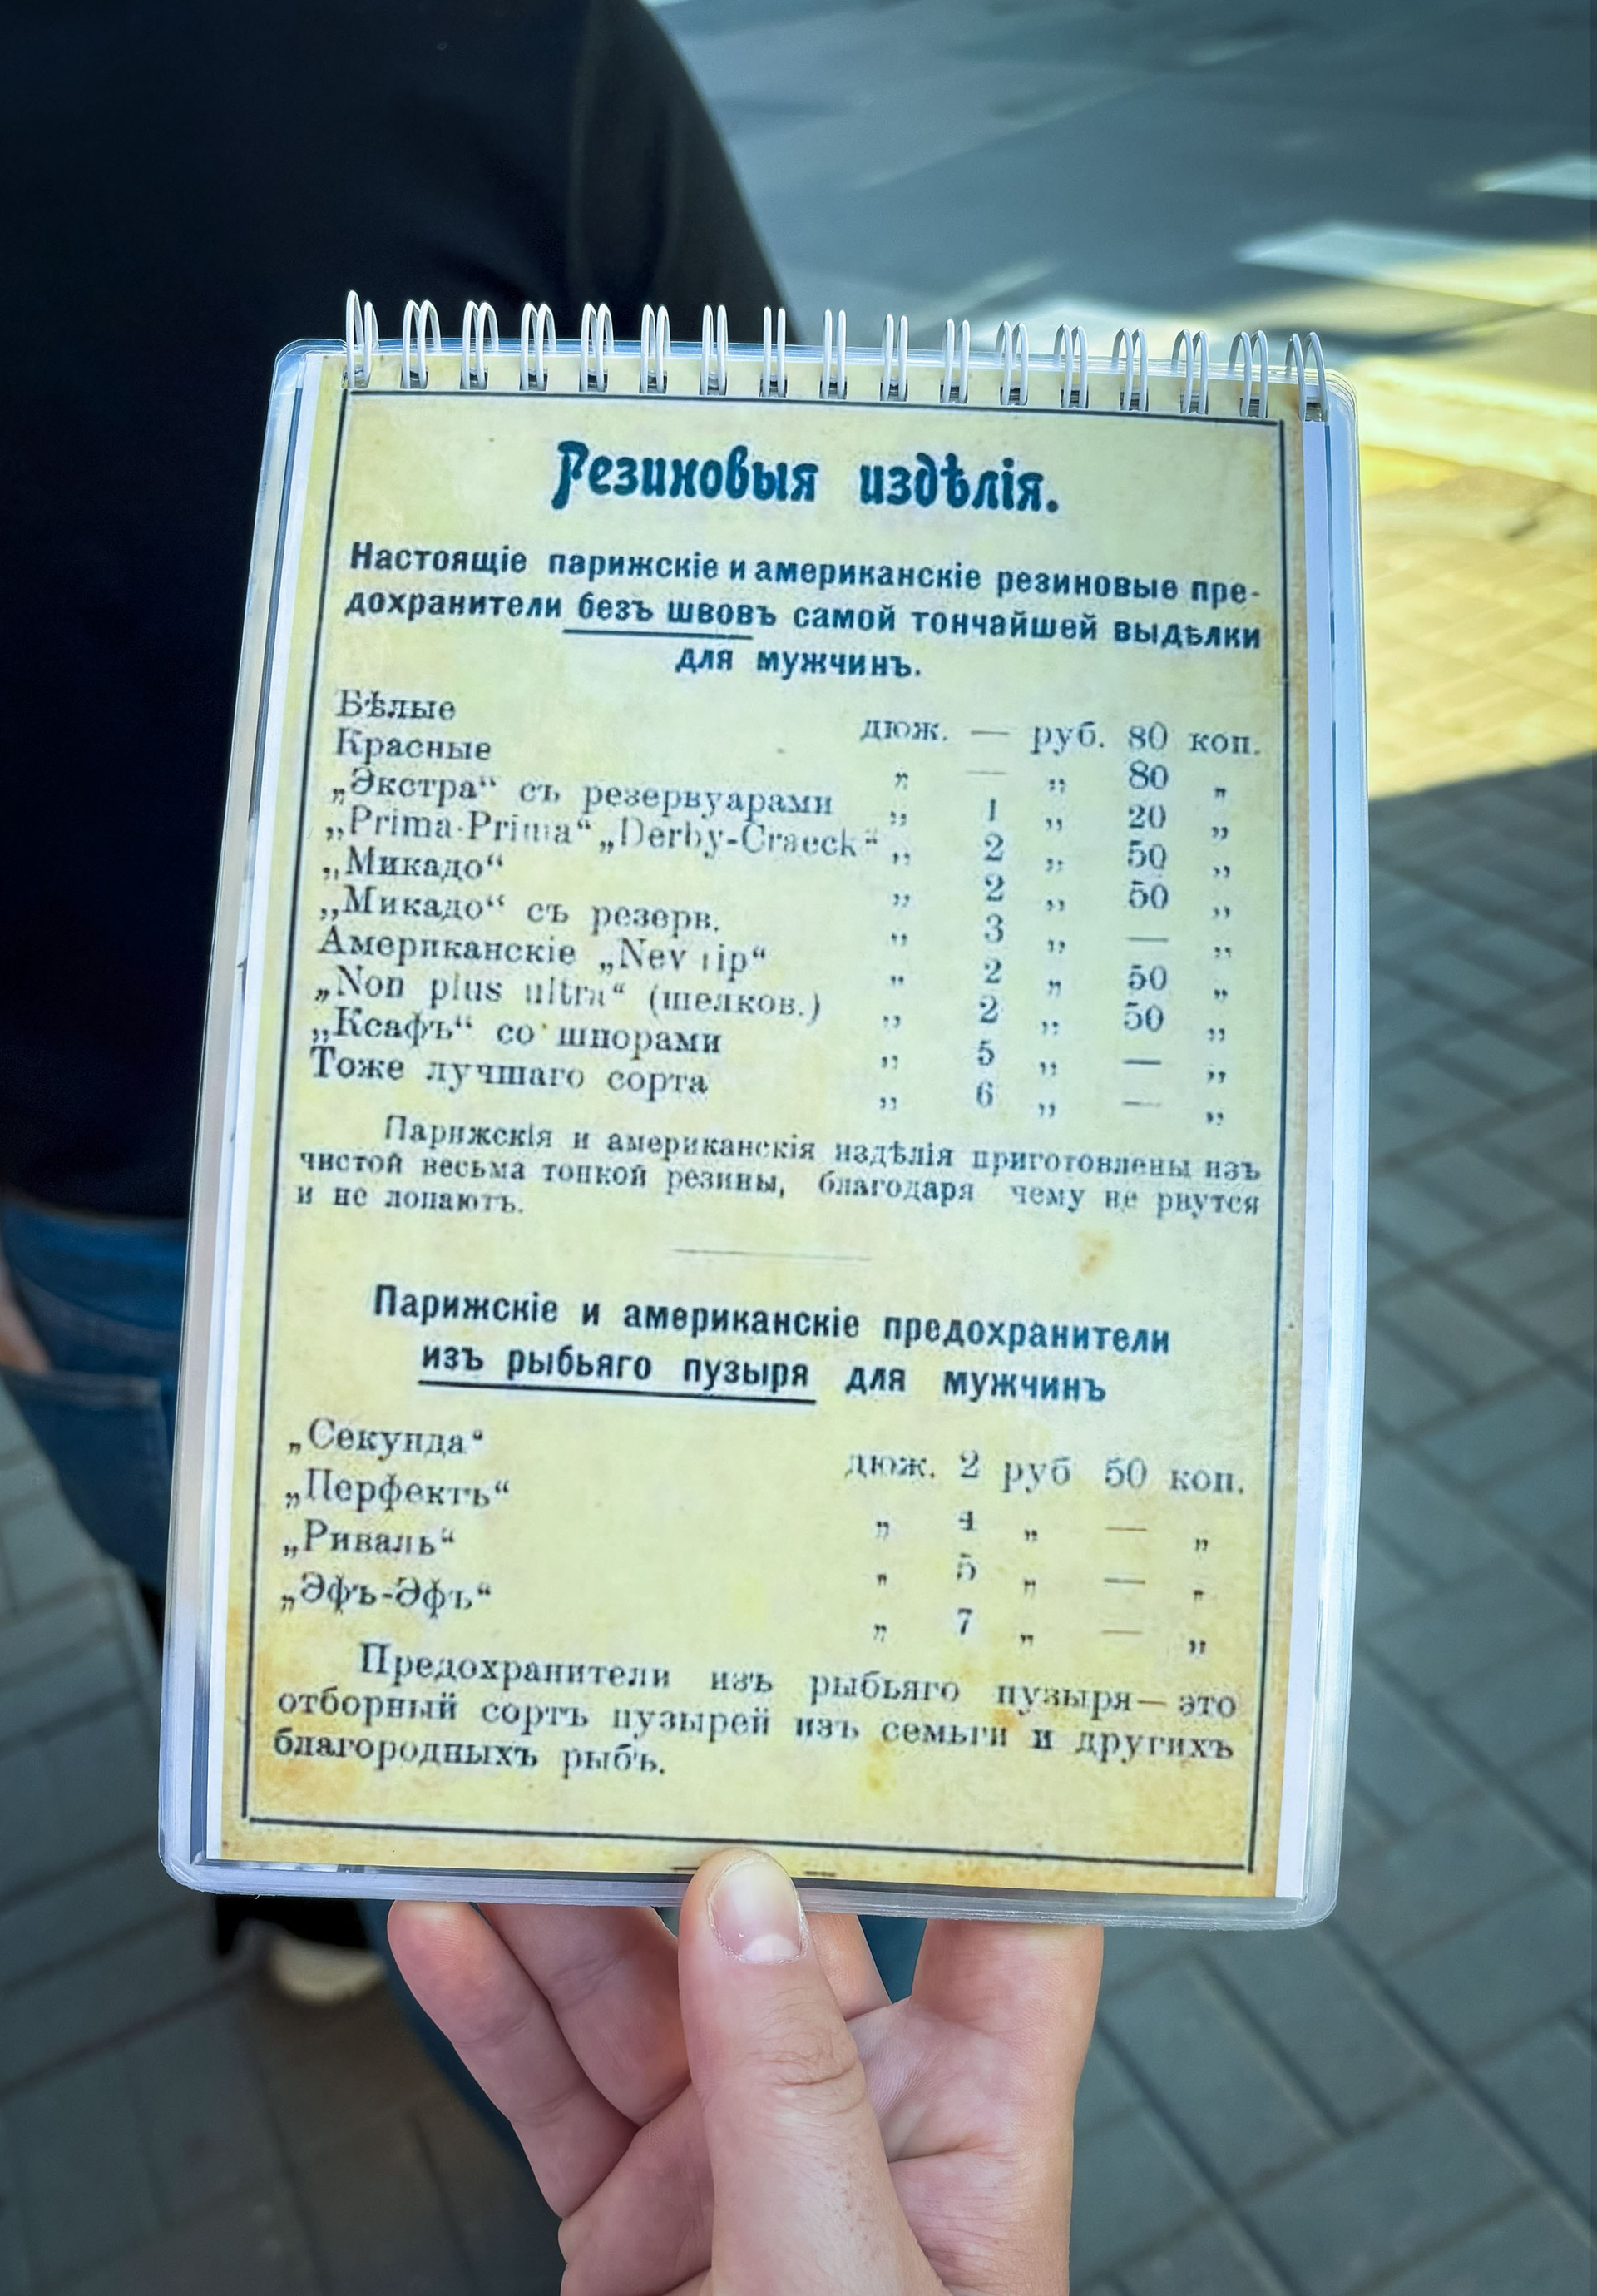 Резиновыя издѣлія.
Настоящіе парижскіе и американскіе резиновые пре-
дохранители безъ швовъ самой тончайшей выдѣлки
для мужчинъ.
Бѣлые дюж. — руб. 80 коп.
Красные „ — „ 80 „
„Экстра“ съ резервуарами „ 1 „ 20 „
„Prima-Prima“ „Derby-Craeck“ „ 2 „ 50 „
„Микадо“ „ 2 „ 50 „
„Микадо“ съ резерв. „ 3 „ — „
Американскіе „ 2 „ 50 „
„Non plus ultra“ (шелков.) „ 2 „ 50 „
„Ксафъ“ со шпорами „ 5 „ — „
Тоже лучшаго сорта „ 6 „ — „
Парижскія и американскія издѣлія приготовлены изъ
чистой весьма тонкой резины, благодаря чему не рвутся
и не лопаютъ.
Парижскіе и американскіе предохранители
изъ рыбьяго пузыря для мужчинъ
„Секунда“ дюж. 2 руб 50 коп.
„Перфектъ“ „ 4 „ — „
„Риваль“ „ 5 „ — „
„Эфъ-Эфъ“ „ 7 „ — „
Предохранители изъ рыбьяго пузыря — это
отборный сортъ пузырей изъ семьги и другихъ
благородныхъ рыбъ.